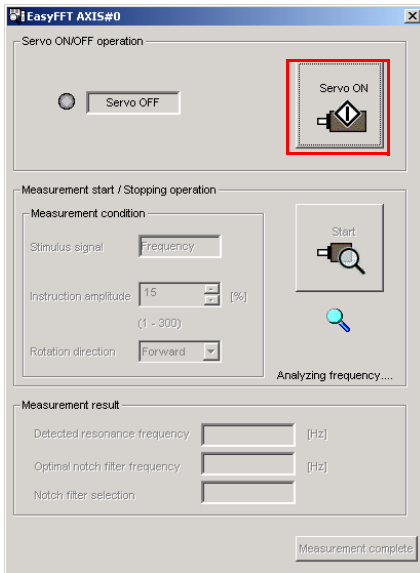 EasyFFT AXIS#0
Servo ON/OFF operation
Servo OFF
Servo ON
Measurement start / Stopping operation
Measurement condition
Stimulus signal Frequency
Start
Instruction amplitude 15 [%]
(1 - 300)
Rotation direction Forward
Analyzing frequency....
Measurement result
Detected resonance frequency [Hz]
Optimal notch filter frequency [Hz]
Notch filter selection
Measurement complete